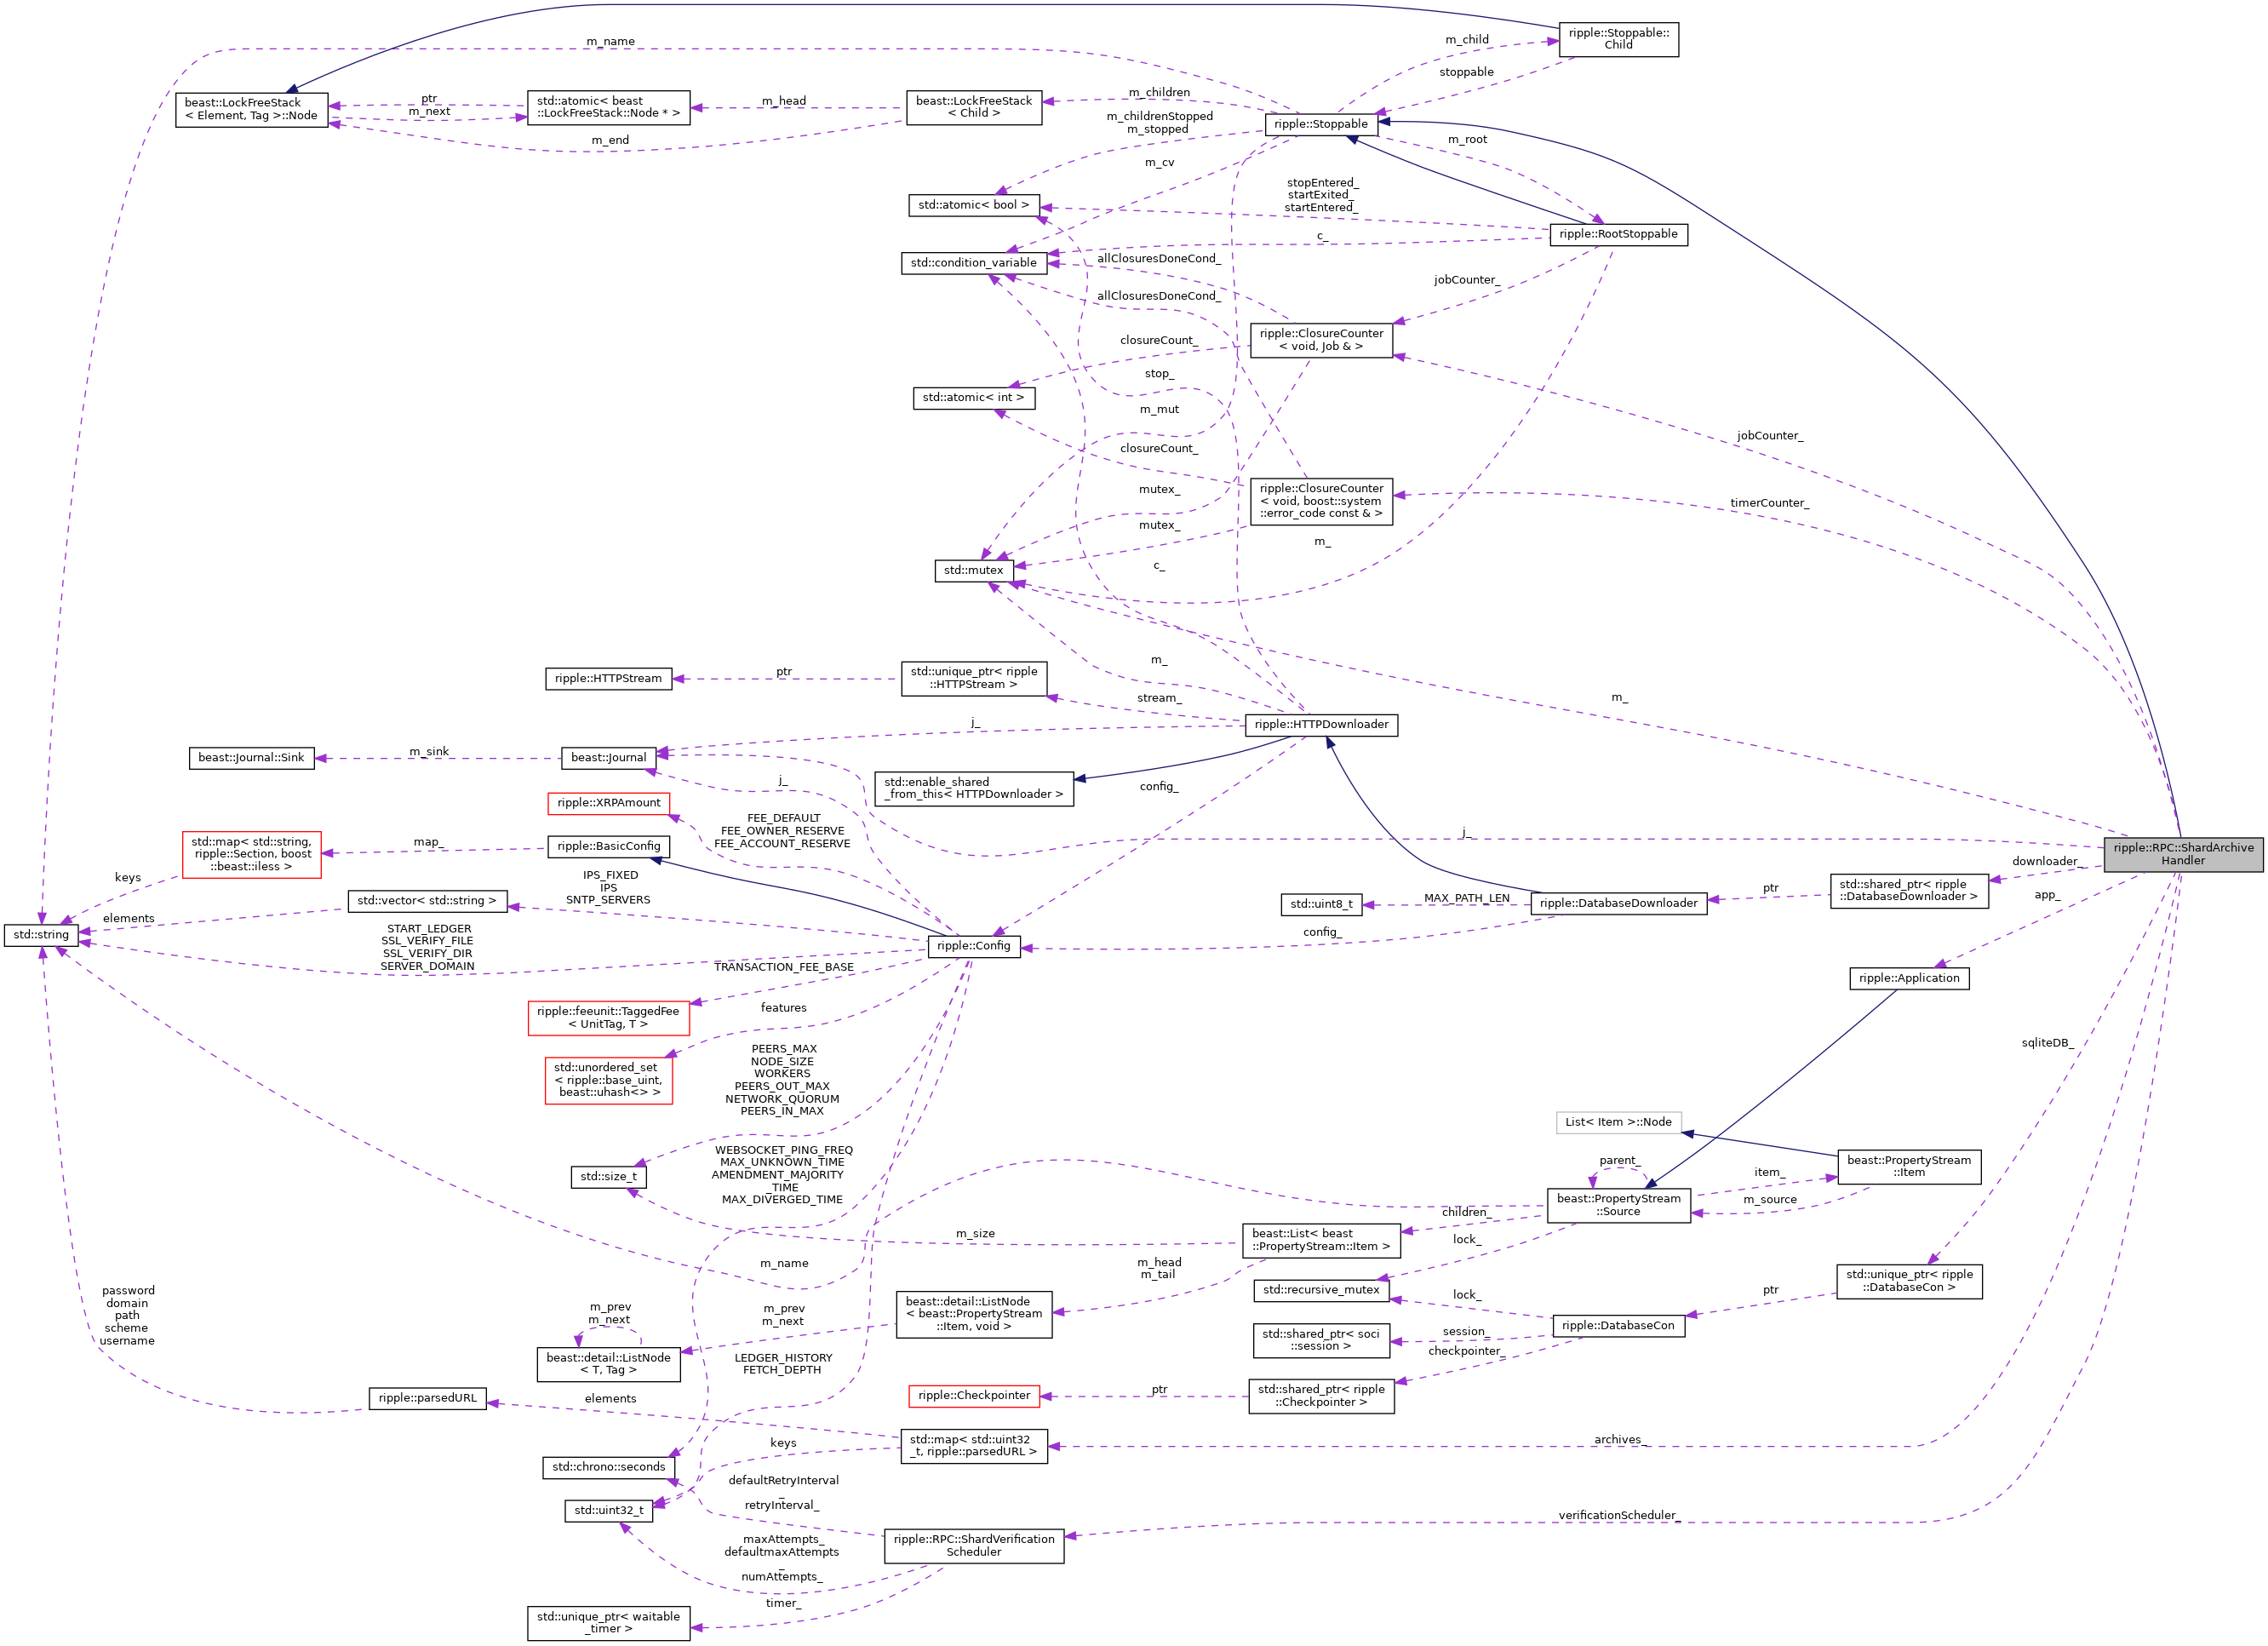 m_name
ripple::Stoppable::
Child
m_child
stoppable
beast::LockFreeStack
< Element, Tag >::Node
ptr
m_next
std::atomic< beast
::LockFreeStack::Node * >
m_head
beast::LockFreeStack
< Child >
m_children
m_end
m_childrenStopped
m_stopped
ripple::Stoppable
m_root
m_cv
std::atomic< bool >
stopEntered_
startExited_
startEntered_
ripple::RootStoppable
c_
std::condition_variable
allClosuresDoneCond_
jobCounter_
allClosuresDoneCond_
ripple::ClosureCounter
< void, Job & >
closureCount_
stop_
std::atomic< int >
m_mut
jobCounter_
closureCount_
ripple::ClosureCounter
< void, boost::system
::error_code const & >
mutex_
timerCounter_
mutex_
m_
std::mutex
c_
m_
ripple::HTTPStream
ptr
std::unique_ptr< ripple
::HTTPStream >
stream_
m_
j_
ripple::HTTPDownloader
beast::Journal::Sink
m_sink
beast::Journal
j_
std::enable_shared
_from_this< HTTPDownloader >
config_
ripple::XRPAmount
FEE_DEFAULT
FEE_OWNER_RESERVE
FEE_ACCOUNT_RESERVE
j_
std::map< std::string,
ripple::Section, boost
::beast::iless >
map_
ripple::BasicConfig
ripple::RPC::ShardArchive
Handler
keys
IPS_FIXED
IPS
SNTP_SERVERS
downloader_
std::vector< std::string >
std::uint8_t
MAX_PATH_LEN
ripple::DatabaseDownloader
ptr
std::shared_ptr< ripple
::DatabaseDownloader >
app_
elements
std::string
START_LEDGER
SSL_VERIFY_FILE
SSL_VERIFY_DIR
SERVER_DOMAIN
ripple::Config
config_
TRANSACTION_FEE_BASE
ripple::Application
ripple::feeunit::TaggedFee
< UnitTag, T >
features
sqliteDB_
std::unordered_set
< ripple::base_uint,
beast::uhash<> >
PEERS_MAX
NODE_SIZE
WORKERS
PEERS_OUT_MAX
NETWORK_QUORUM
PEERS_IN_MAX
List< Item >::Node
std::size_t
WEBSOCKET_PING_FREQ
MAX_UNKNOWN_TIME
AMENDMENT_MAJORITY
_TIME
MAX_DIVERGED_TIME
parent_
item_
m_source
beast::PropertyStream
::Item
beast::PropertyStream
::Source
children_
m_size
beast::List< beast
::PropertyStream::Item >
lock_
m_name
m_head
m_tail
password
domain
path
scheme
username
m_prev
m_next
m_prev
m_next
beast::detail::ListNode
< beast::PropertyStream
::Item, void >
std::recursive_mutex
lock_
ptr
std::unique_ptr< ripple
::DatabaseCon >
ripple::DatabaseCon
session_
std::shared_ptr< soci
::session >
checkpointer_
beast::detail::ListNode
< T, Tag >
LEDGER_HISTORY
FETCH_DEPTH
ripple::parsedURL
elements
ripple::Checkpointer
ptr
std::shared_ptr< ripple
::Checkpointer >
keys
std::map< std::uint32
_t, ripple::parsedURL >
archives_
std::chrono::seconds
defaultRetryInterval
_
retryInterval_
std::uint32_t
verificationScheduler_
maxAttempts_
defaultmaxAttempts
_
numAttempts_
ripple::RPC::ShardVerification
Scheduler
timer_
std::unique_ptr< waitable
_timer >